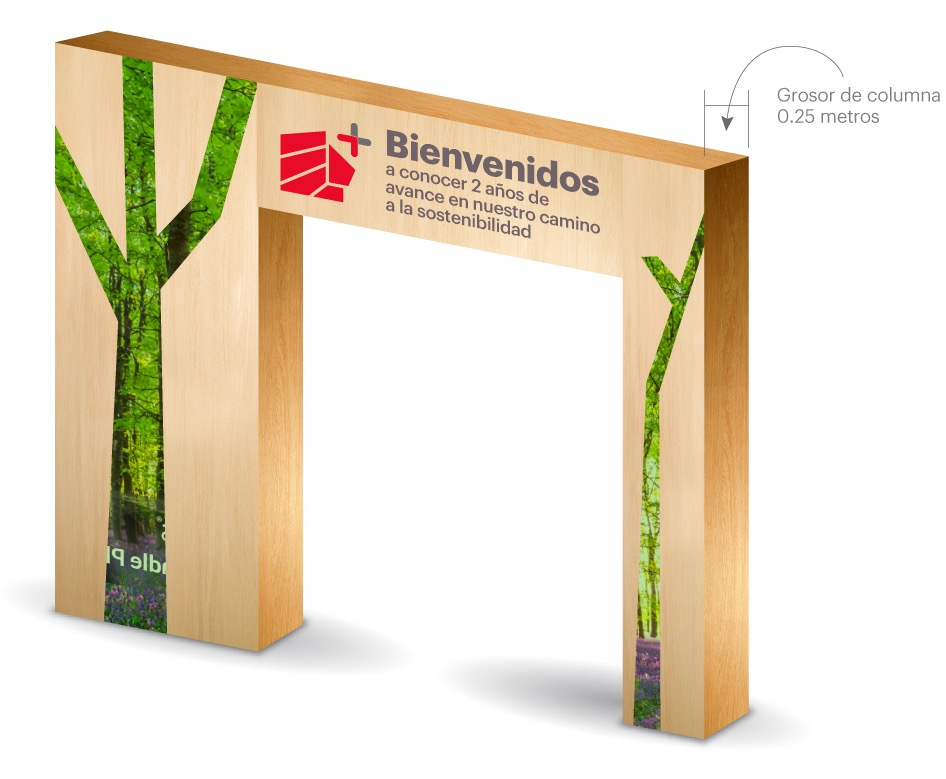 Bienvenidos
a conocer 2 años de
avance en nuestro camino
a la sostenibilidad
Grosor de columna
0.25 metros